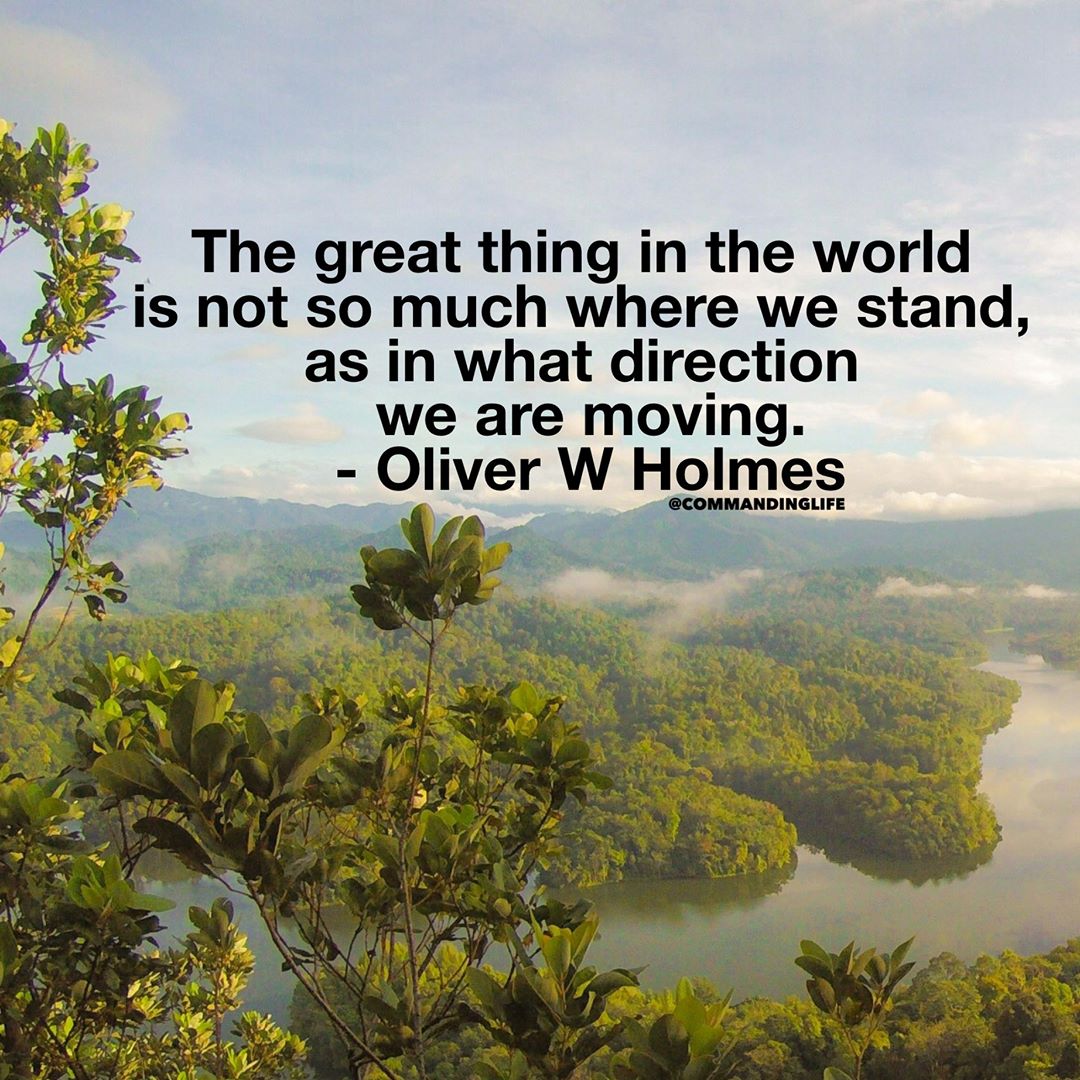 The great thing in the world
is not so much where we stand,
as in what direction
we are moving.
- Oliver W Holmes
@COMMANDINGLIFE